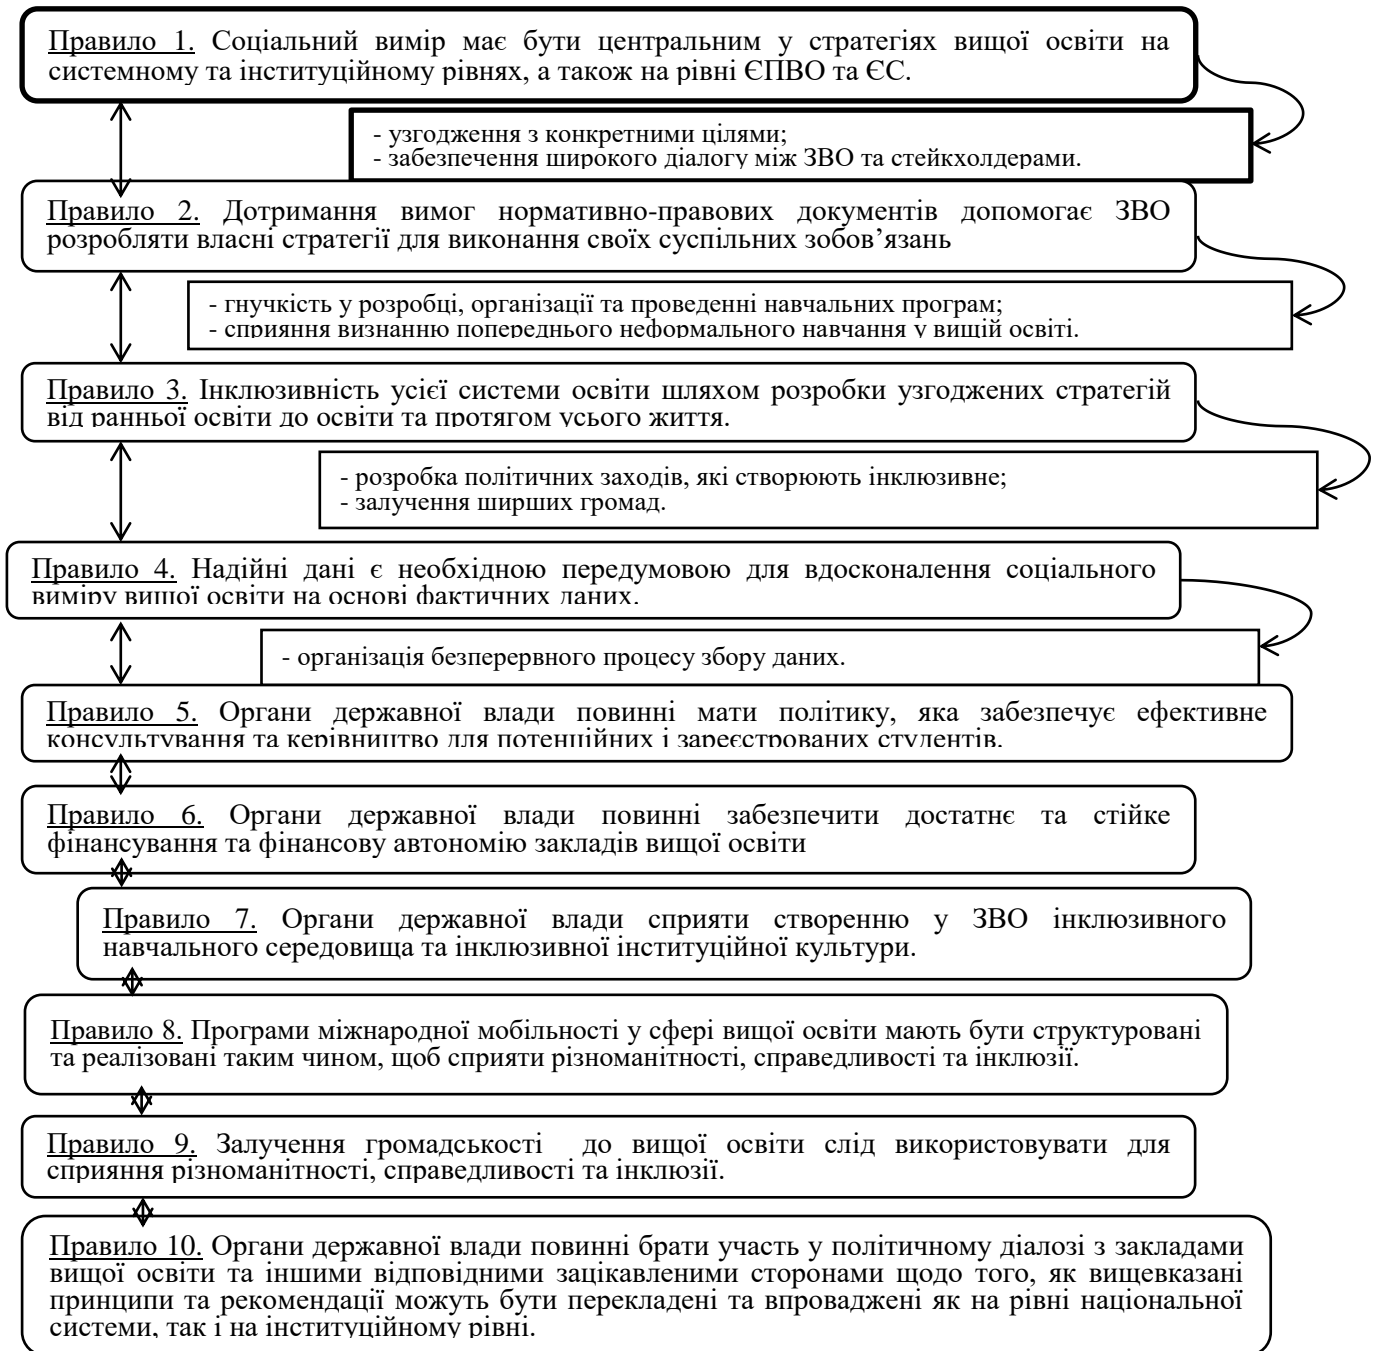 Правило 1. Соціальний вимір має бути центральним у стратегіях вищої освіти на
системному та інституційному рівнях, а також на рівні ЄПВО та ЄС.
- узгодження з конкретними цілями;
- забезпечення широкого діалогу між ЗВО та стейкхолдерами.
Правило 2. Дотримання вимог нормативно-правових документів допомогає ЗВО
розробляти власні стратегії для виконання своїх суспільних зобов’язань
- гнучкість у розробці, організації та проведенні навчальних програм;
- сприяння визнанню попереднього неформального навчання у вищій освіті.
Правило 3. Інклюзивність усієї системи освіти шляхом розробки узгоджених стратегій
від ранньої освіти до освіти та протягом усього життя.
- розробка політичних заходів, які створюють інклюзивне;
- залучення ширших громад.
Правило 4. Надійні дані є необхідною передумовою для вдосконалення соціального
виміру вищої освіти на основі фактичних даних.
- організація безперервного процесу збору даних.
Правило 5. Органи державної влади повинні мати політику, яка забезпечує ефективне
консультування та керівництво для потенційних і зареєстрованих студентів.
Правило 6. Органи державної влади повинні забезпечити достатнє та стійке
фінансування та фінансову автономію закладів вищої освіти
Правило 7. Органи державної влади сприяти створенню у ЗВО інклюзивного
навчального середовища та інклюзивної інституційної культури.
Правило 8. Програми міжнародної мобільності у сфері вищої освіти мають бути структуровані
та реалізовані таким чином, щоб сприяти різноманітності, справедливості та інклюзії.
Правило 9. Залучення громадськості до вищої освіти слід використовувати для
сприяння різноманітності, справедливості та інклюзії.
Правило 10. Органи державної влади повинні брати участь у політичному діалозі з закладами
вищої освіти та іншими відповідними зацікавленими сторонами щодо того, як вищевказані
принципи та рекомендації можуть бути перекладені та впроваджені як на рівні національної
системи, так і на інституційному рівні.